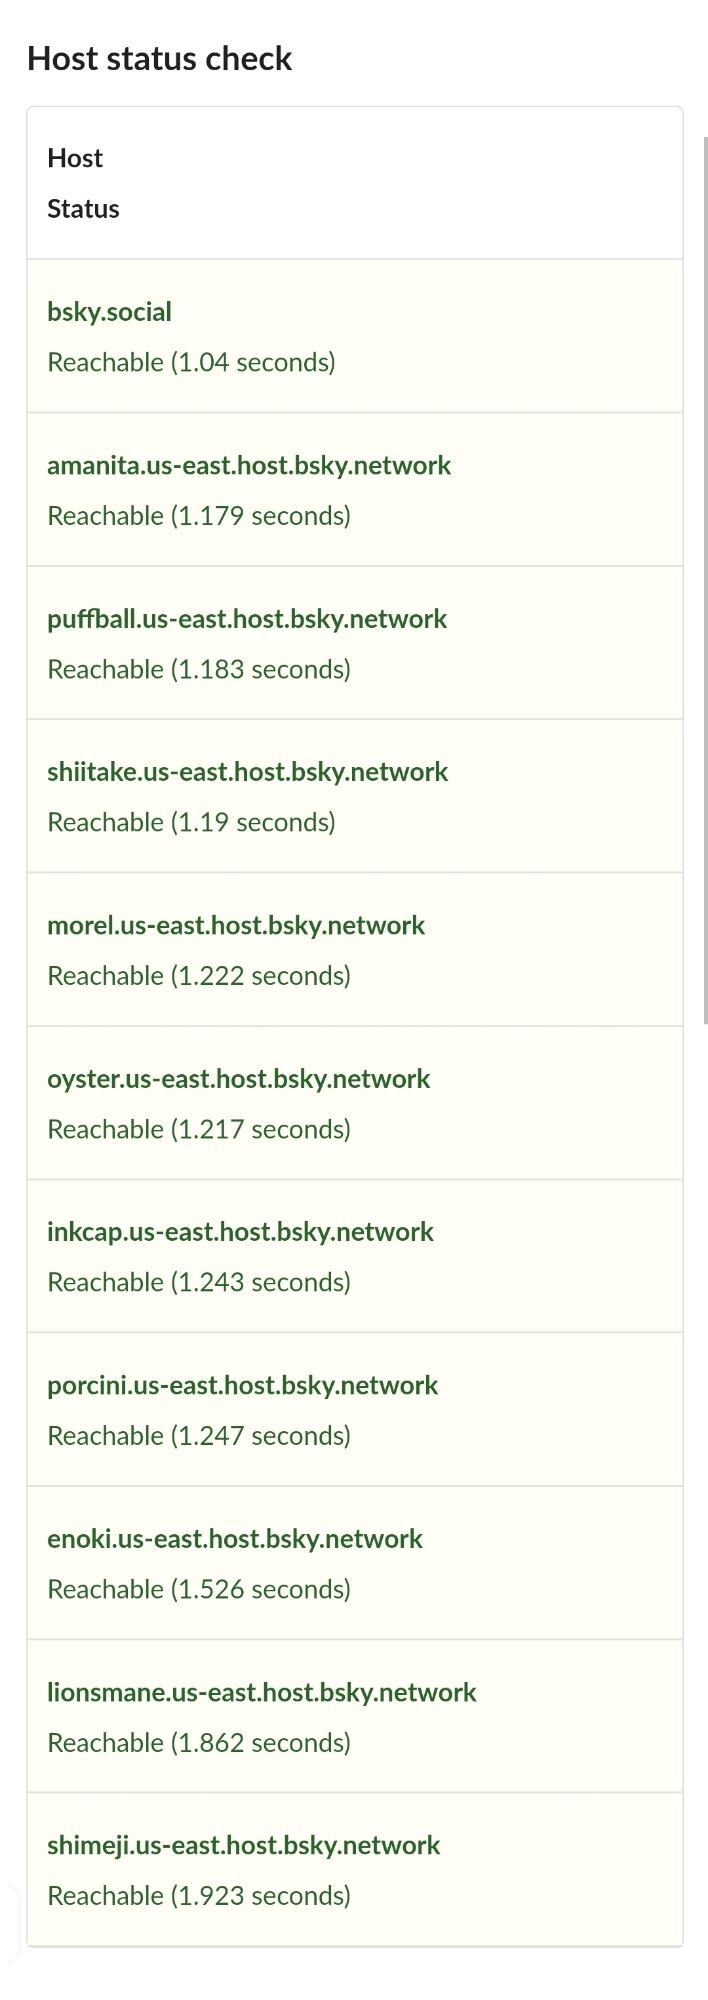 Host status check
Host
Status
bsky.social
Reachable (1.04 seconds)
amanita.us-east.host.bsky.network
Reachable (1.179 seconds)
puffball.us-east.host.bsky.network
Reachable (1.183 seconds)
shiitake.us-east.host.bsky.network
Reachable (1.19 seconds)
morel.us-east.host.bsky.network
Reachable (1.222 seconds)
oyster.us-east.host.bsky.network
Reachable (1.217 seconds)
inkcap.us-east.host.bsky.network
Reachable (1.243 seconds)
porcini.us-east.host.bsky.network
Reachable (1.247 seconds)
enoki.us-east.host.bsky.network
Reachable (1.526 seconds)
lionsmane.us-east.host.bsky.network
Reachable (1.862 seconds)
shimeji.us-east.host.bsky.network
Reachable (1.923 seconds)